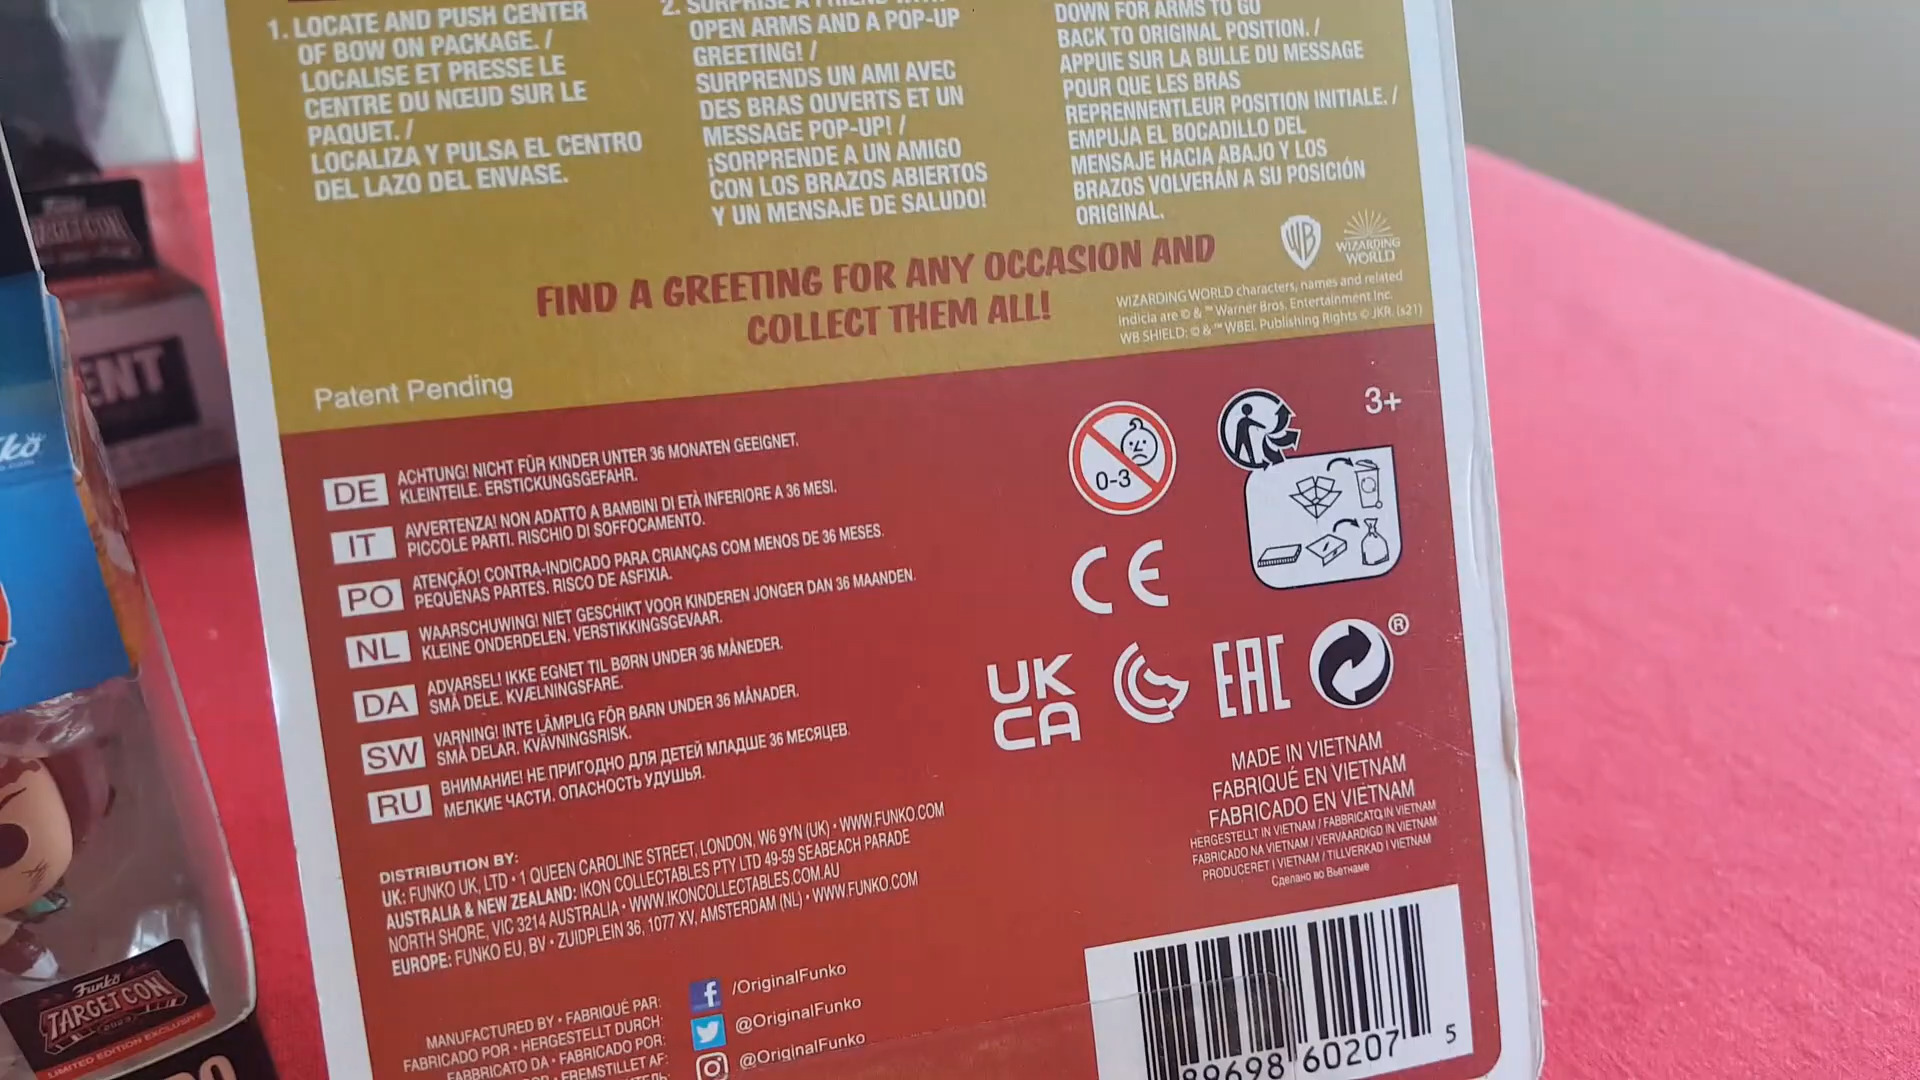 1. LOCATE AND PUSH CENTER
OF BOW ON PACKAGE. /
LOCALISE ET PRESSE LE
CENTRE DU NŒUD SUR LE
PAQUET. /
LOCALIZA Y PULSA EL CENTRO
DEL LAZO DEL ENVASE.
2. SURPRISE A FRIEND WITH
OPEN ARMS AND A POP-UP
GREETING! /
SURPRENDS UN AMI AVEC
DES BRAS OUVERTS ET UN
MESSAGE POP-UP! /
¡SORPRENDE A UN AMIGO
CON LOS BRAZOS ABIERTOS
Y UN MENSAJE DE SALUDO!
DOWN FOR ARMS TO GO
BACK TO ORIGINAL POSITION. /
APPUIE SUR LA BULLE DU MESSAGE
POUR QUE LES BRAS
REPRENNENTLEUR POSITION INITIALE. /
EMPUJA EL BOCADILLO DEL
MENSAJE HACIA ABAJO Y LOS
BRAZOS VOLVERÁN A SU POSICIÓN
ORIGINAL.
WB
WIZARDING
WORLD
FIND A GREETING FOR ANY OCCASION AND
COLLECT THEM ALL!
WIZARDING WORLD characters, names and related
indicia are © & ™ Warner Bros. Entertainment Inc.
WB SHIELD: © & ™ WBEI. Publishing Rights © JKR. (s21)
Patent Pending
DE
ACHTUNG! NICHT FÜR KINDER UNTER 36 MONATEN GEEIGNET.
KLEINTEILE. ERSTICKUNGSGEFAHR.
IT
AVVERTENZA! NON ADATTO A BAMBINI DI ETÀ INFERIORE A 36 MESI.
PICCOLE PARTI. RISCHIO DI SOFFOCAMENTO.
PO
ATENÇÃO! CONTRA-INDICADO PARA CRIANÇAS COM MENOS DE 36 MESES.
PEQUENAS PARTES. RISCO DE ASFIXIA.
NL
WAARSCHUWING! NIET GESCHIKT VOOR KINDEREN JONGER DAN 36 MAANDEN.
KLEINE ONDERDELEN. VERSTIKKINGSGEVAAR.
DA
ADVARSEL! IKKE EGNET TIL BØRN UNDER 36 MÅNEDER.
SMÅ DELE. KVÆLNINGSFARE.
SW
VARNING! INTE LÄMPLIG FÖR BARN UNDER 36 MÅNADER.
SMÅ DELAR. KVÄVNINGSRISK.
RU
ВНИМАНИЕ! НЕ ПРИГОДНО ДЛЯ ДЕТЕЙ МЛАДШЕ 36 МЕСЯЦЕВ
МЕЛКИЕ ЧАСТИ. ОПАСНОСТЬ УДУШЬЯ.
0-3
3+
CE
UK
CA
EAC
®
MADE IN VIETNAM
FABRIQUÉ EN VIETNAM
FABRICADO EN VIETNAM
HERGESTELLT IN VIETNAM / FABBRICATO IN VIETNAM
FABRICADO NA VIETNAM / VERVAARDIGD IN VIETNAM
PRODUCERET I VIETNAM / TILLVERKAD I VIETNAM
Сделано во Вьетнаме
DISTRIBUTION BY:
UK: FUNKO UK, LTD • 1 QUEEN CAROLINE STREET, LONDON, W6 9YN (UK) • WWW.FUNKO.COM
AUSTRALIA & NEW ZEALAND: IKON COLLECTABLES PTY LTD 49-59 SEABEACH PARADE
NORTH SHORE, VIC 3214 AUSTRALIA • WWW.IKONCOLLECTABLES.COM.AU
EUROPE: FUNKO EU, BV • ZUIDPLEIN 36, 1077 XV, AMSTERDAM (NL) • WWW.FUNKO.COM
MANUFACTURED BY • FABRIQUÉ PAR:
FABRICADO POR • HERGESTELLT DURCH:
FABBRICATO DA • FABRICADO POR:
FREMSTILLET AF:
/OriginalFunko
@OriginalFunko
@OriginalFunko
89698 60207 5
Funko
TARGET CON
2023
LIMITED EDITION EXCLUSIVE